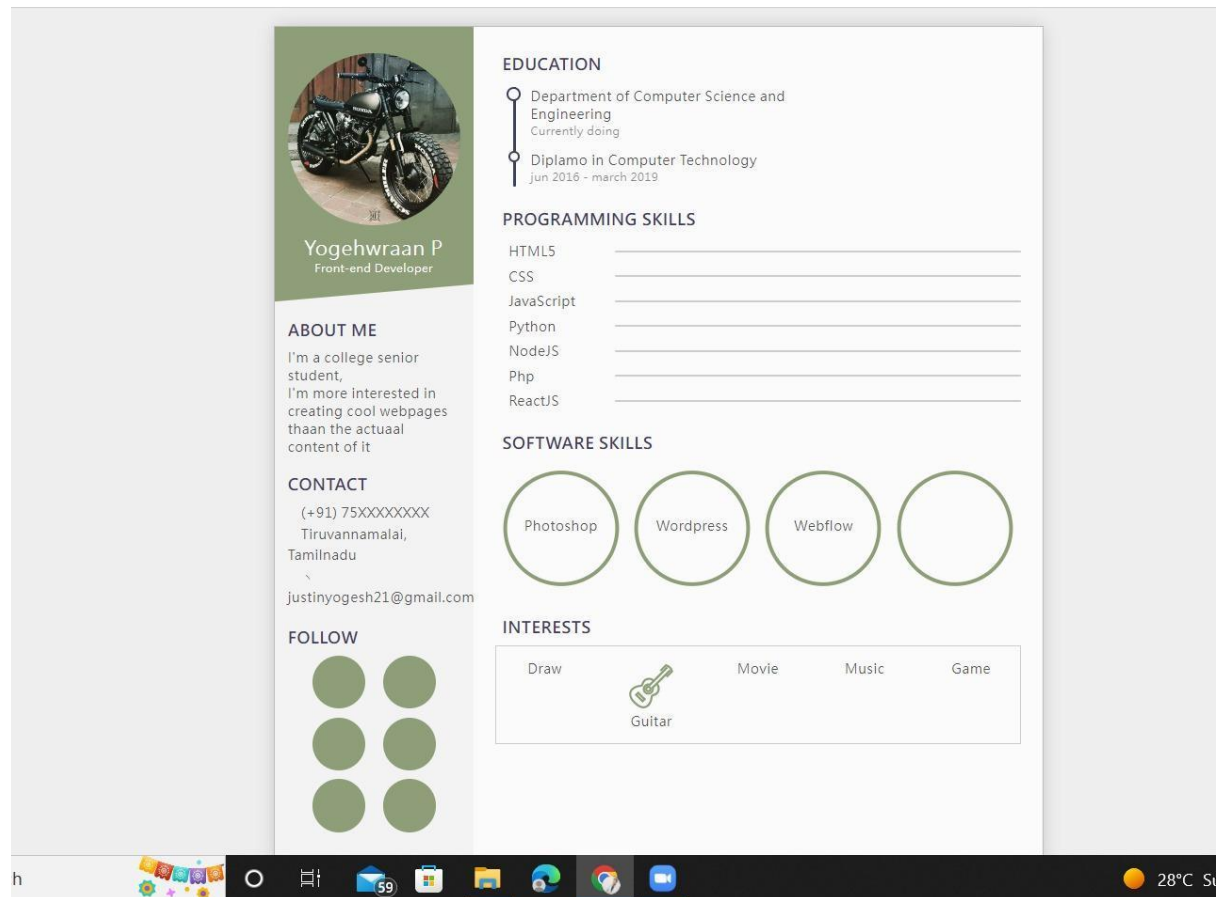 Yogehwraan P
Front-end Developer
ABOUT ME
I'm a college senior
student,
I'm more interested in
creating cool webpages
thaan the actuaal
content of it
CONTACT
(+91) 75XXXXXXXX
Tiruvannamalai,
Tamilnadu
justinyogesh21@gmail.com
FOLLOW
EDUCATION
Department of Computer Science and
Engineering
Currently doing
Diplamo in Computer Technology
jun 2016 - march 2019
PROGRAMMING SKILLS
HTML5
CSS
JavaScript
Python
NodeJS
Php
ReactJS
SOFTWARE SKILLS
Photoshop Wordpress Webflow
INTERESTS
Draw Guitar Movie Music Game
h
59
28°C Su